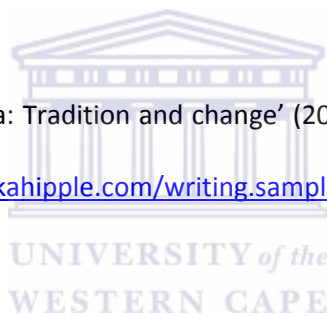 a: Tradition and change’ (20
kahipple.com/writing.sampl
UNIVERSITY of the
WESTERN CAPE